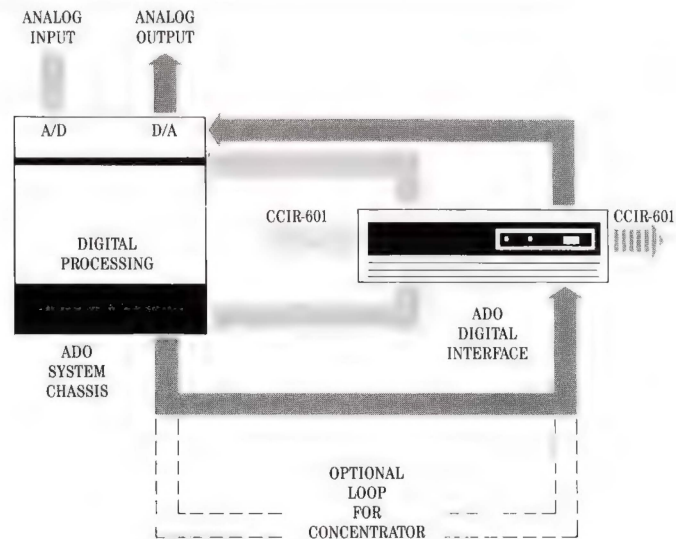 ANALOG
INPUT
ANALOG
OUTPUT
A/D
D/A
CCIR-601
CCIR-601
DIGITAL
PROCESSING
ADO
SYSTEM
CHASSIS
ADO
DIGITAL
INTERFACE
OPTIONAL
LOOP
FOR
CONCENTRATOR